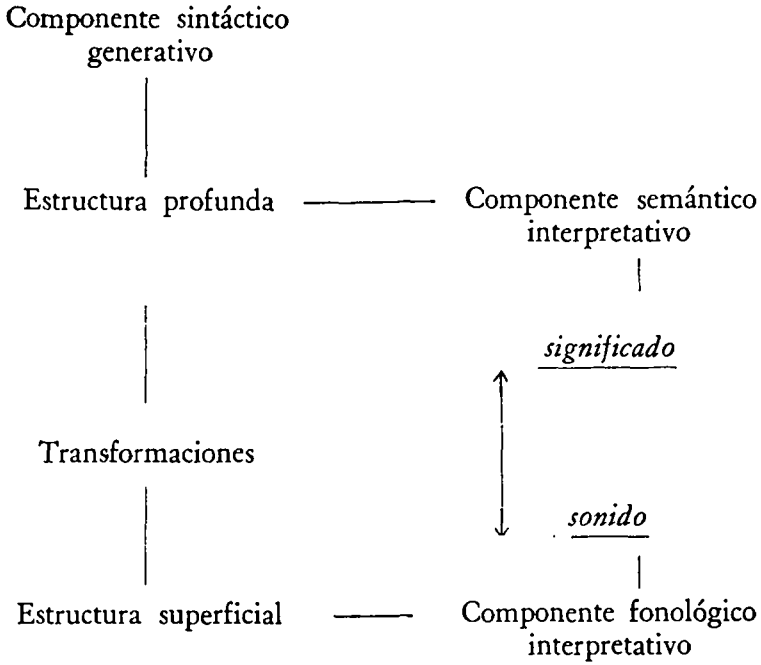 Componente sintáctico
generativo
Estructura profunda
Componente semántico
interpretativo
significado
Transformaciones
sonido
Estructura superficial
Componente fonológico
interpretativo